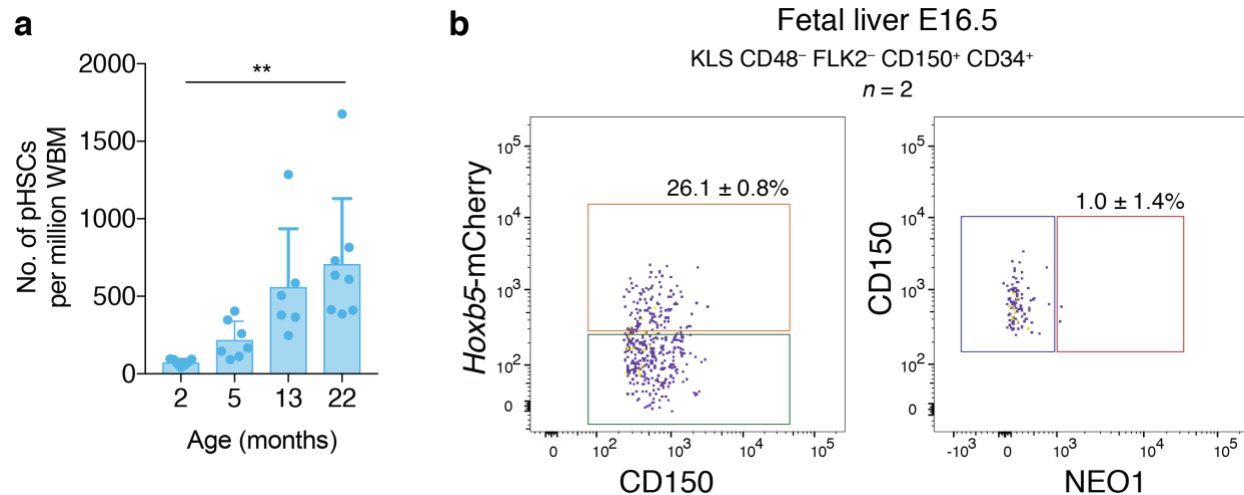 a
2000
1500
1000
500
0
**
No. of pHSCs
per million WBM
2 5 13 22
Age (months)
b
Fetal liver E16.5
KLS CD48⁻ FLK2⁻ CD150⁺ CD34⁺
n = 2
26.1 ± 0.8%
Hoxb5-mCherry
10⁵
10⁴
10³
10²
0
0 10² 10³ 10⁴ 10⁵
CD150
1.0 ± 1.4%
CD150
10⁵
10⁴
10³
10²
0
-10³ 0 10³ 10⁴ 10⁵
NEO1